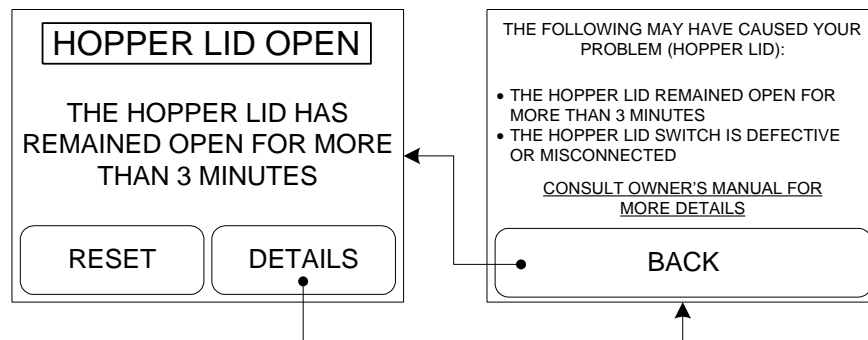 HOPPER LID OPEN
THE HOPPER LID HAS
REMAINED OPEN FOR MORE
THAN 3 MINUTES
RESET
DETAILS
THE FOLLOWING MAY HAVE CAUSED YOUR
PROBLEM (HOPPER LID):
• THE HOPPER LID REMAINED OPEN FOR
MORE THAN 3 MINUTES
• THE HOPPER LID SWITCH IS DEFECTIVE
OR MISCONNECTED
CONSULT OWNER'S MANUAL FOR
MORE DETAILS
BACK